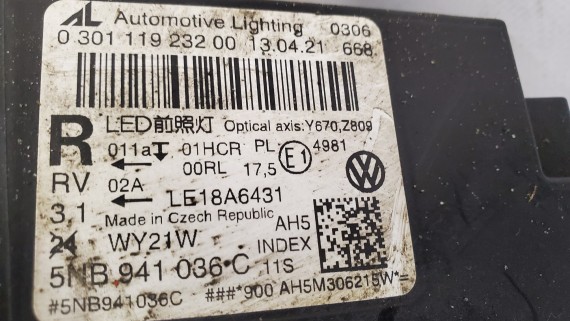 AL Automotive Lighting 0306
0 301 119 232 00 13.04.21 668
R LED前照灯 Optical axis:Y670,Z809
011a 01HCR PL E1 4981
00RL 17,5
RV 02A
LE18A6431
3.1 Made in Czech Republic AH5
24 WY21W INDEX
5NB 941 036 C 11S
#5NB941036C ###*900 AH5M306215W*=